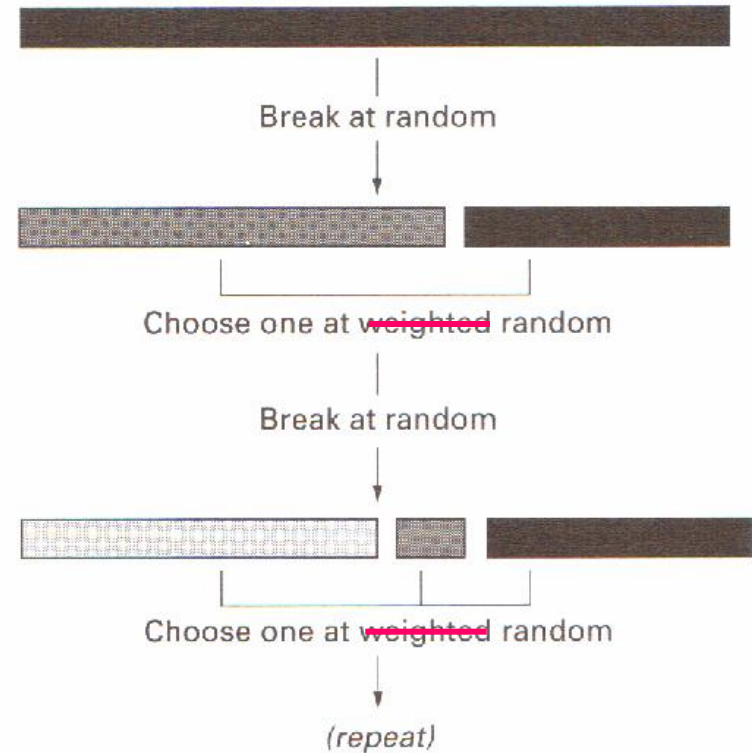 Break at random
Choose one at weighted random
Break at random
Choose one at weighted random
(repeat)